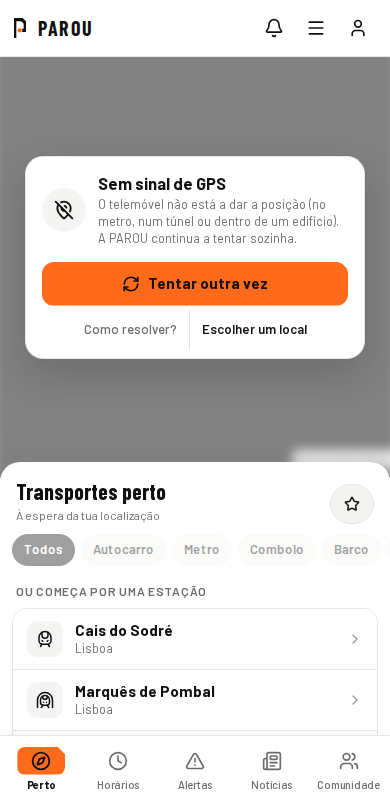 PAROU
Sem sinal de GPS
O telemóvel não está a dar a posição (no
metro, num túnel ou dentro de um edifício).
A PAROU continua a tentar sozinha.
Tentar outra vez
Como resolver?
Escolher um local
Transportes perto
À espera da tua localização
Todos
Autocarro
Metro
Comboio
Barco
OU COMEÇA POR UMA ESTAÇÃO
Cais do Sodré
Lisboa
Marquês de Pombal
Lisboa
Perto
Horários
Alertas
Notícias
Comunidade